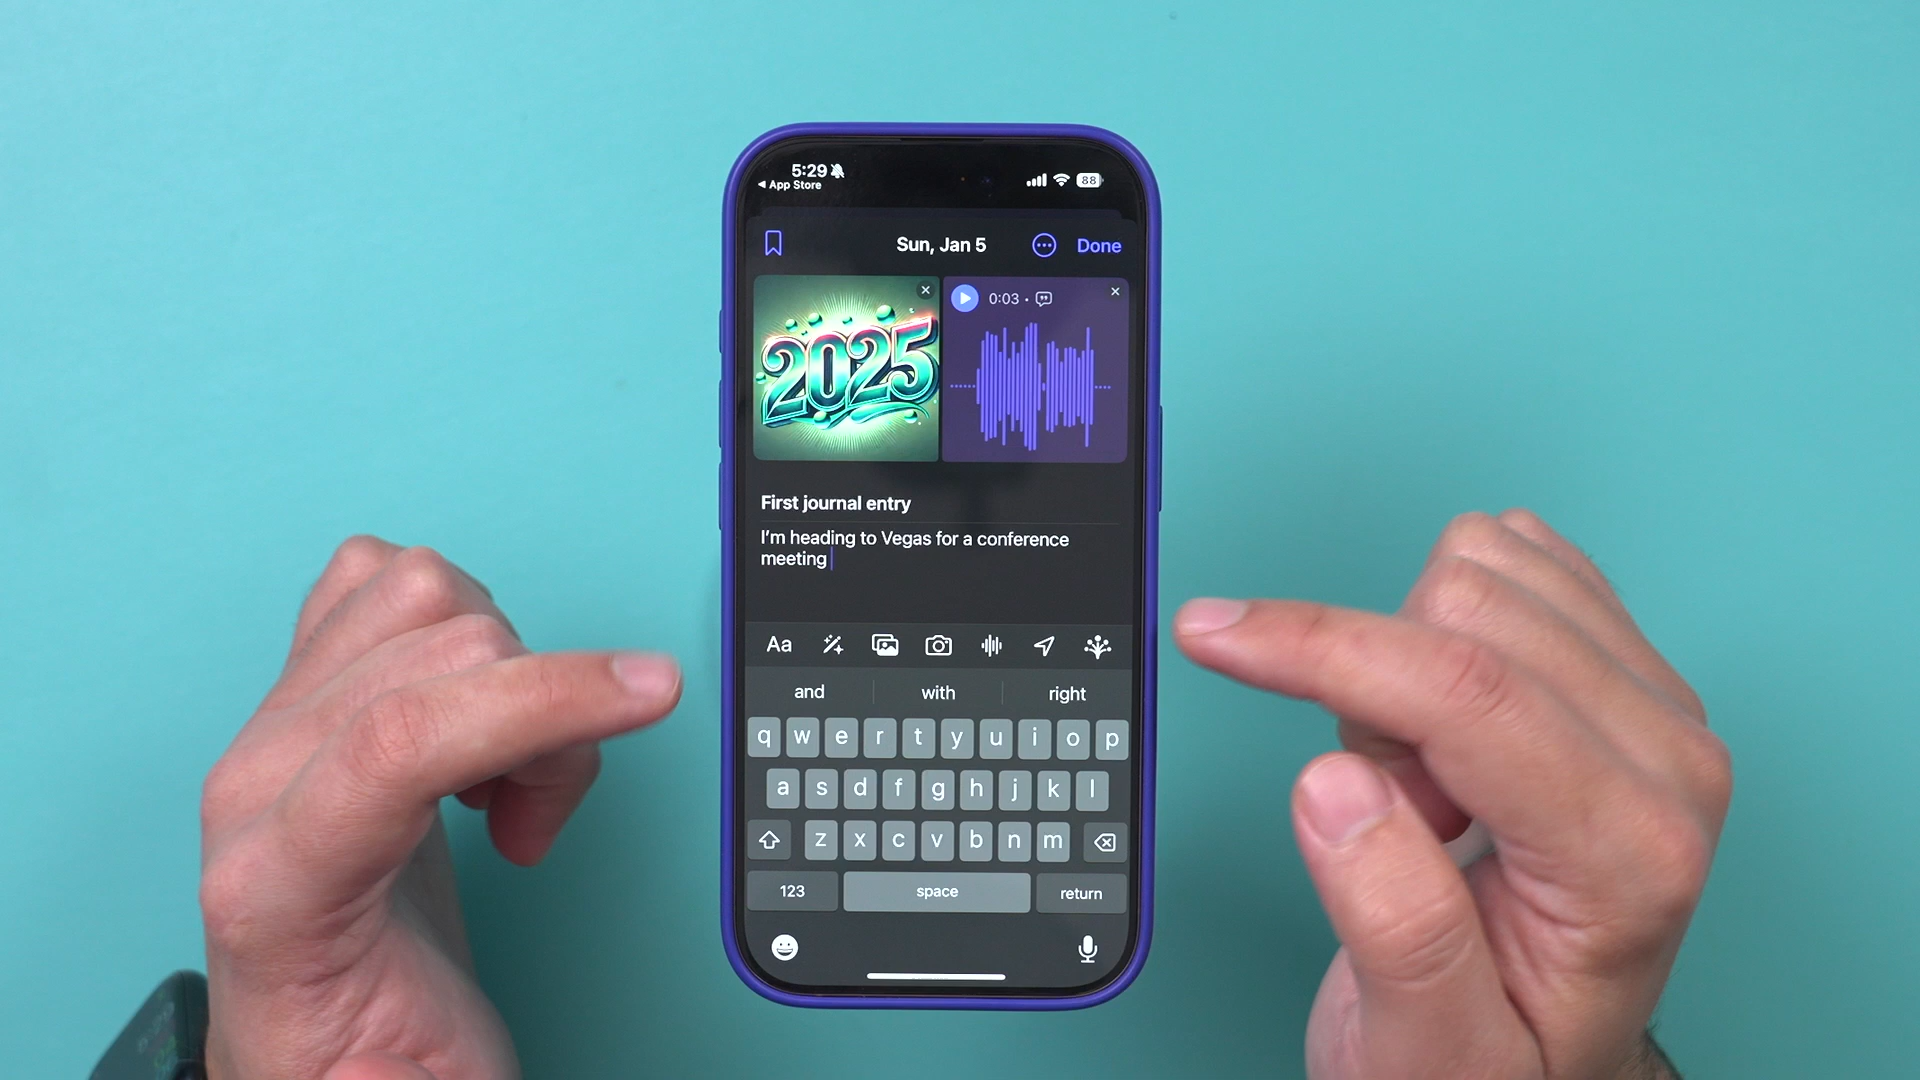 5:29
App Store
88
Sun, Jan 5
Done
2025
0:03 •
First journal entry
I'm heading to Vegas for a conference
meeting
Aa
and with right
q w e r t y u i o p
a s d f g h j k l
z x c v b n m
123 space return